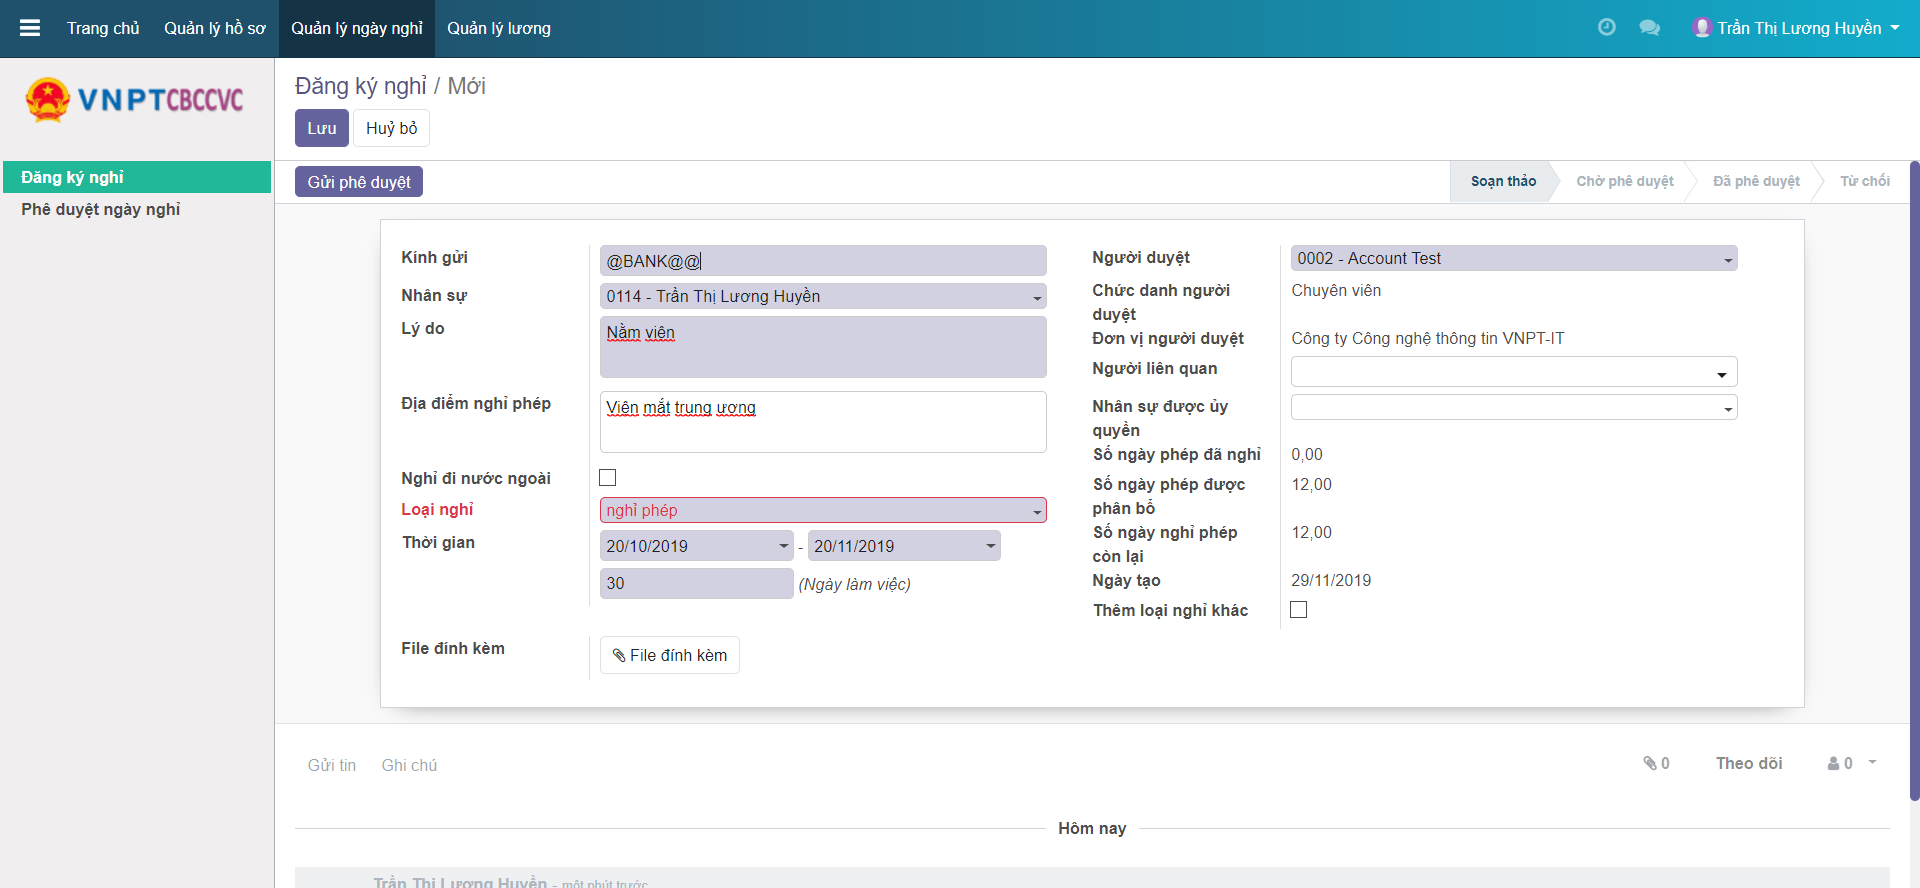 Trang chủ Quản lý hồ sơ Quản lý ngày nghỉ Quản lý lương Trần Thị Lương Huyền
VNPTCBCCVC
Đăng ký nghỉ
Phê duyệt ngày nghỉ
Đăng ký nghỉ / Mới
Lưu Huỷ bỏ
Gửi phê duyệt
Soạn thảo Chờ phê duyệt Đã phê duyệt Từ chối
Kính gửi @BANK@@
Nhân sự 0114 - Trần Thị Lương Huyền
Lý do Nằm viện
Địa điểm nghỉ phép Viện mắt trung ương
Nghỉ đi nước ngoài
Loại nghỉ nghỉ phép
Thời gian 20/10/2019 - 20/11/2019
30 (Ngày làm việc)
File đính kèm File đính kèm
Người duyệt 0002 - Account Test
Chức danh người Chuyên viên
duyệt
Đơn vị người duyệt Công ty Công nghệ thông tin VNPT-IT
Người liên quan
Nhân sự được ủy
quyền
Số ngày phép đã nghỉ 0,00
Số ngày phép được 12,00
phân bổ
Số ngày nghỉ phép 12,00
còn lại
Ngày tạo 29/11/2019
Thêm loại nghỉ khác
Gửi tin Ghi chú 0 Theo dõi 0
Hôm nay
Trần Thị Lương Huyền - một phút trước